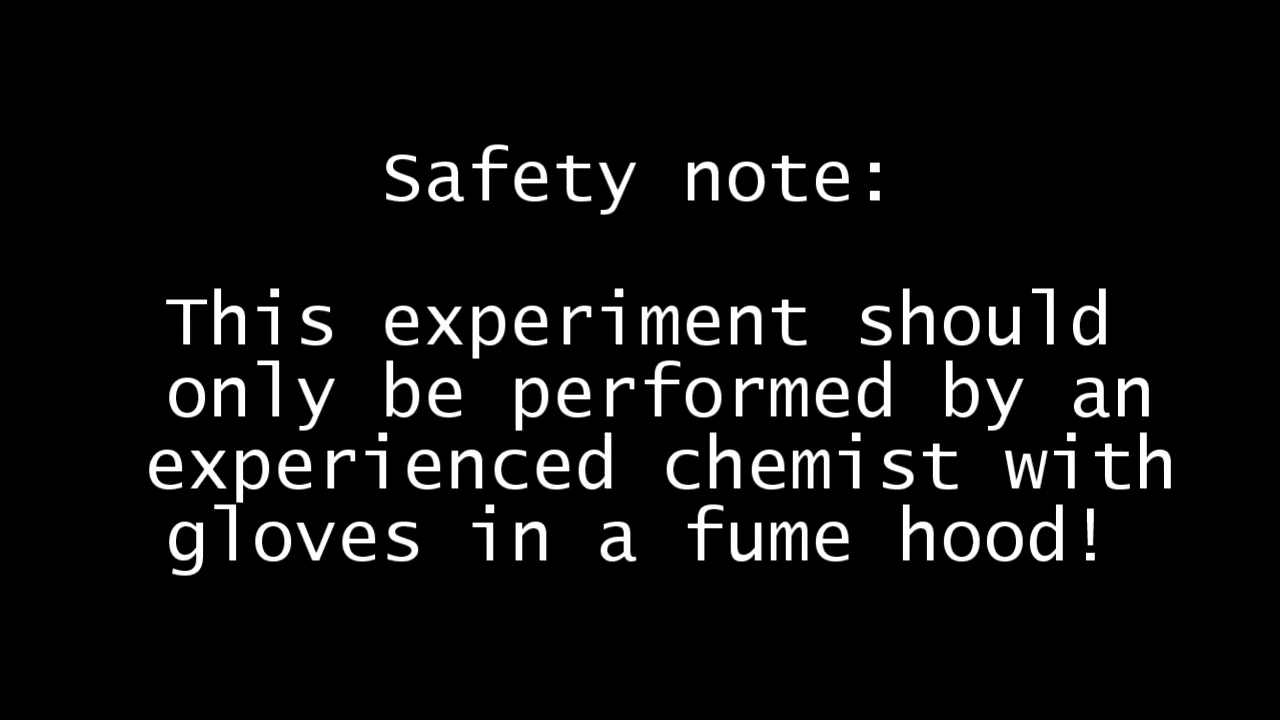 Safety note:
This experiment should
only be performed by an
experienced chemist with
gloves in a fume hood!